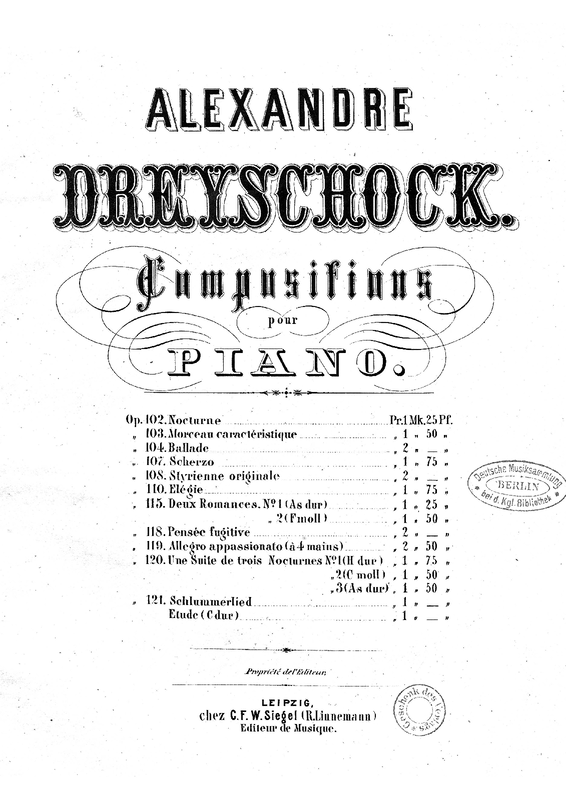 ALEXANDRE
DREYSCHOCK.
Compositions
pour
PIANO.
Op. 102. Nocturne Pr. 1 Mk. 25 Pf.
„ 103. Morceau caractéristique „ 1 „ 50 „
„ 104. Ballade „ 2 „ — „
„ 107. Scherzo „ 1 „ 75 „
„ 108. Styrienne originale „ 2 „ — „
„ 110. Elégie „ 1 „ 75 „
„ 115. Deux Romances. No 1 (As dur) „ 1 „ 25 „
„ 2 (F moll) „ 1 „ 50 „
„ 118. Pensée fugitive „ 2 „ — „
„ 119. Allegro appassionato (à 4 mains) „ 2 „ 50 „
„ 120. Une Suite de trois Nocturnes No 1 (H dur) „ 1 „ 75 „
„ 2 (C moll) „ 1 „ 50 „
„ 3 (As dur) „ 1 „ 50 „
„ 121. Schlummerlied „ 1 „ — „
Etude (C dur) „ 1 „ — „
Deutsche Musiksammlung
BERLIN
bei d. Kgl. Bibliothek
Propriété de l'Editeur.
LEIPZIG,
chez C. F. W. Siegel (R. Linnemann)
Editeur de Musique.
Geschenk des Verlags